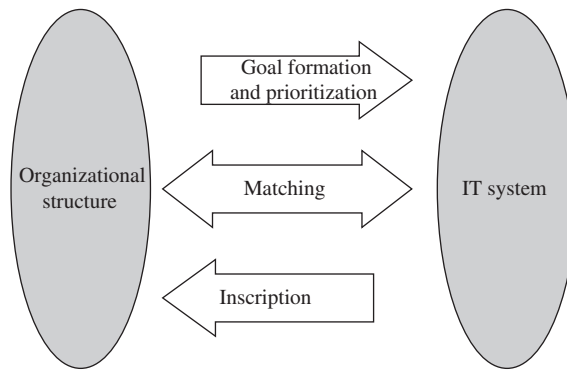 Goal formation
and prioritization
Organizational
structure
Matching
IT system
Inscription